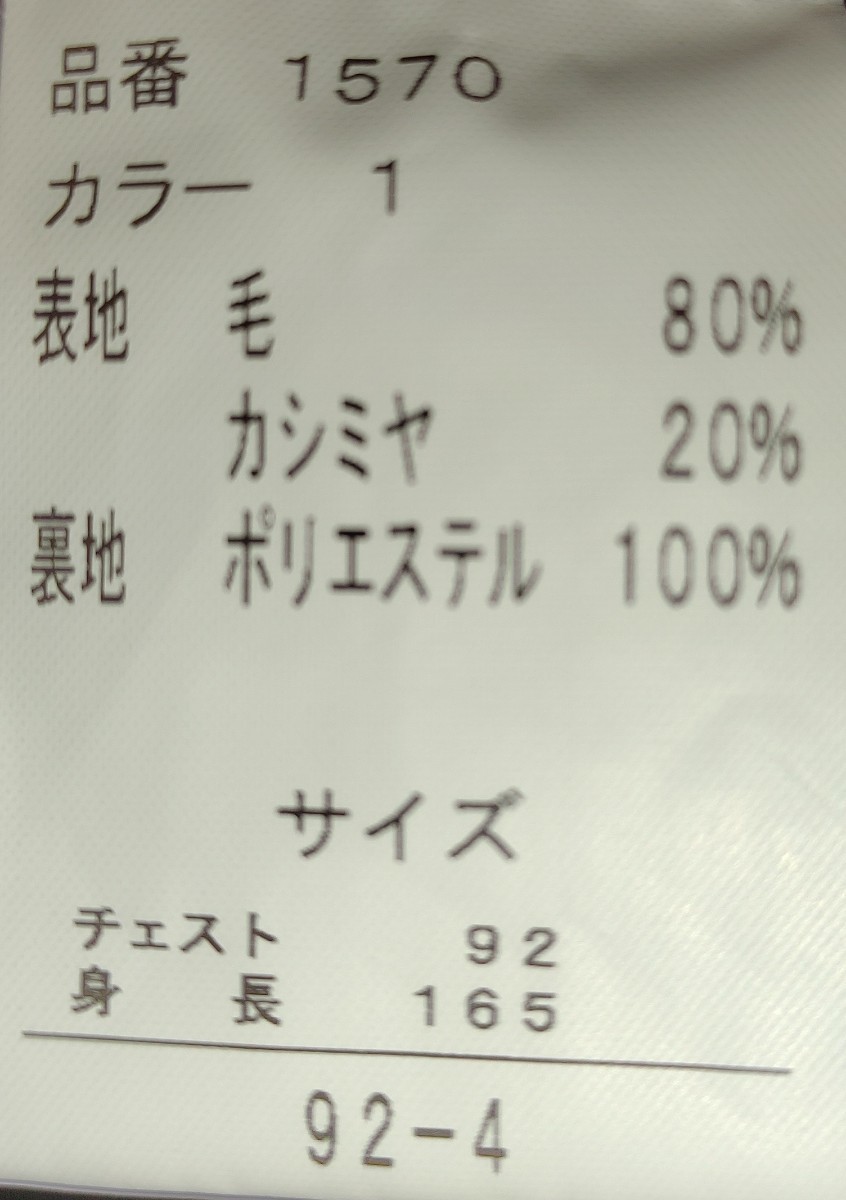 品番 1570
カラー 1
表地 毛 80%
カシミヤ 20%
裏地 ポリエステル 100%
サイズ
チェスト 92
身長 165
92-4